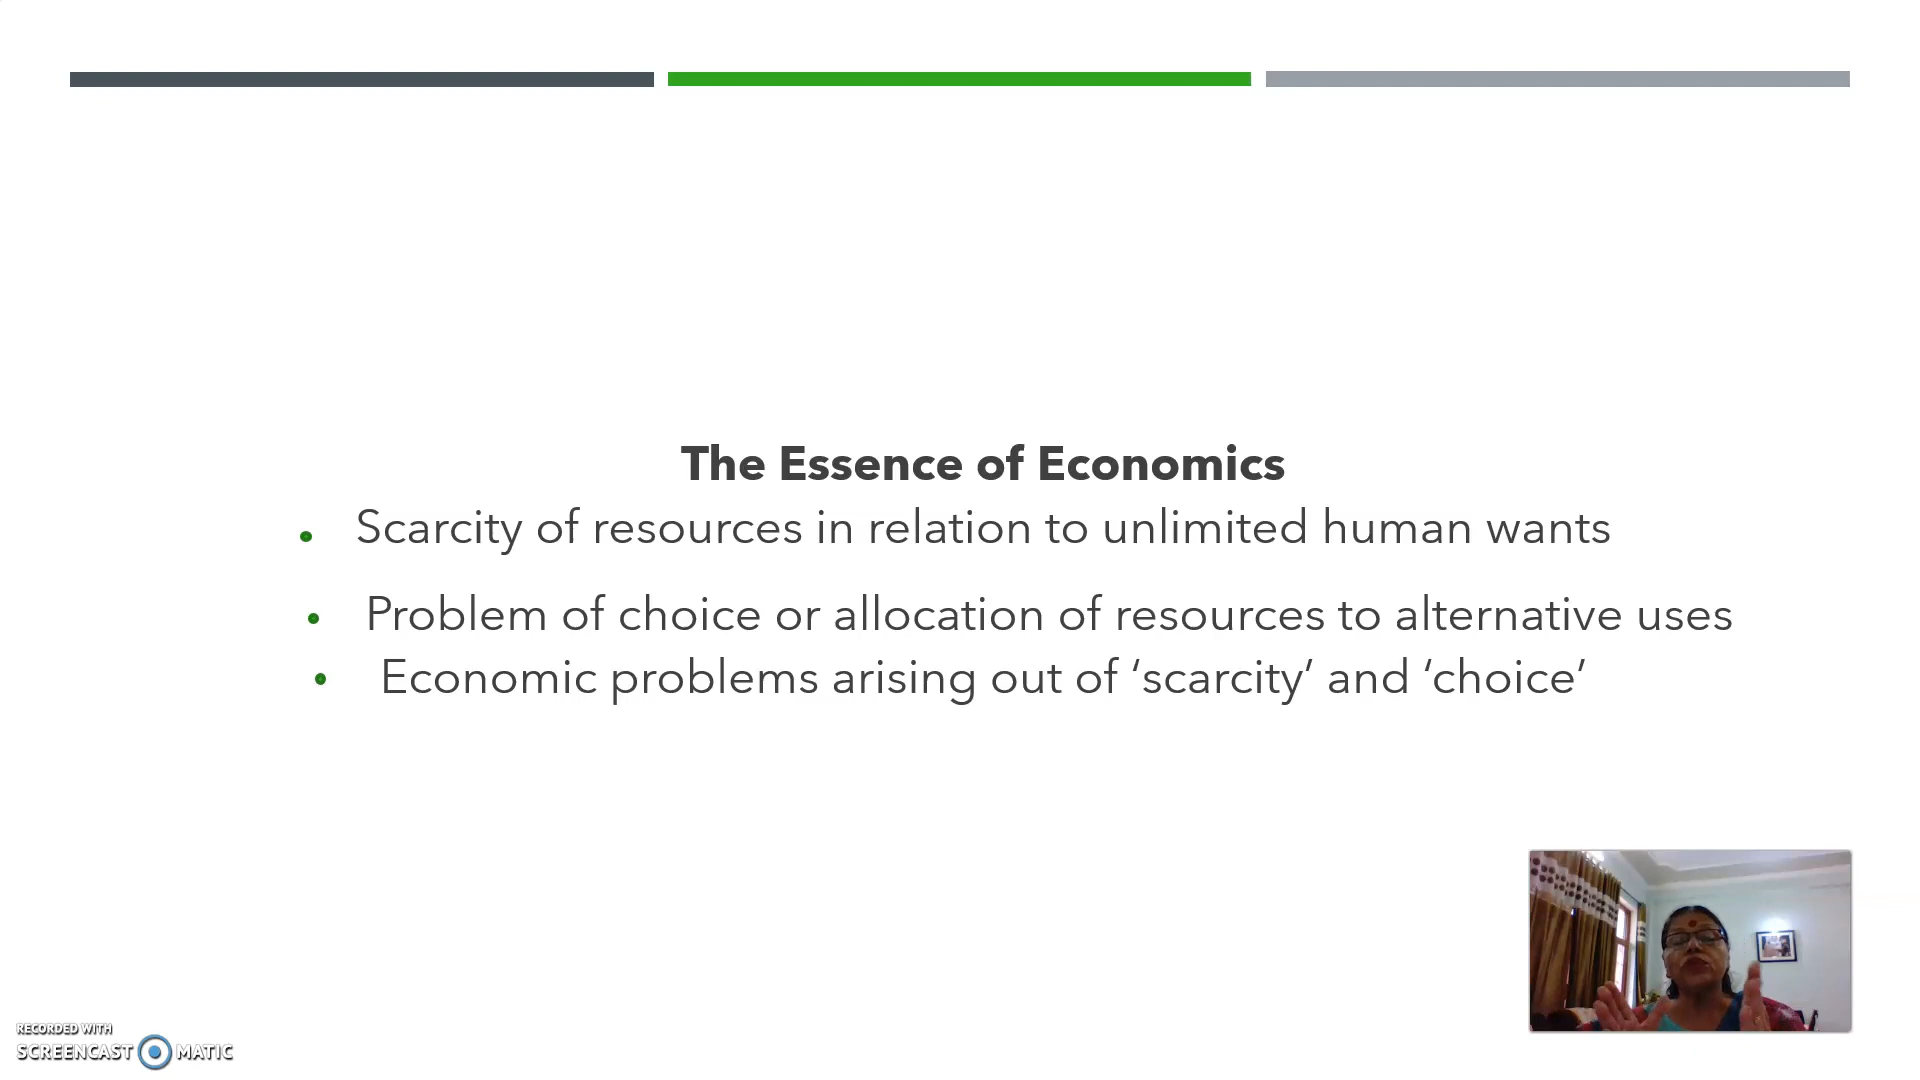 The Essence of Economics
• Scarcity of resources in relation to unlimited human wants
• Problem of choice or allocation of resources to alternative uses
• Economic problems arising out of ‘scarcity’ and ‘choice’
RECORDED WITH
SCREENCAST MATIC